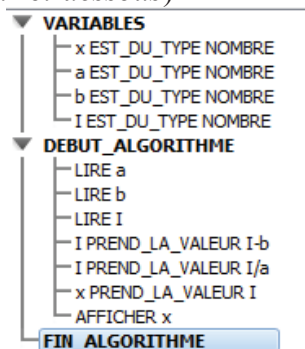 VARIABLES
x EST_DU_TYPE NOMBRE
a EST_DU_TYPE NOMBRE
b EST_DU_TYPE NOMBRE
I EST_DU_TYPE NOMBRE
DEBUT_ALGORITHME
LIRE a
LIRE b
LIRE I
I PREND_LA_VALEUR I-b
I PREND_LA_VALEUR I/a
x PREND_LA_VALEUR I
AFFICHER x
FIN_ALGORITHME